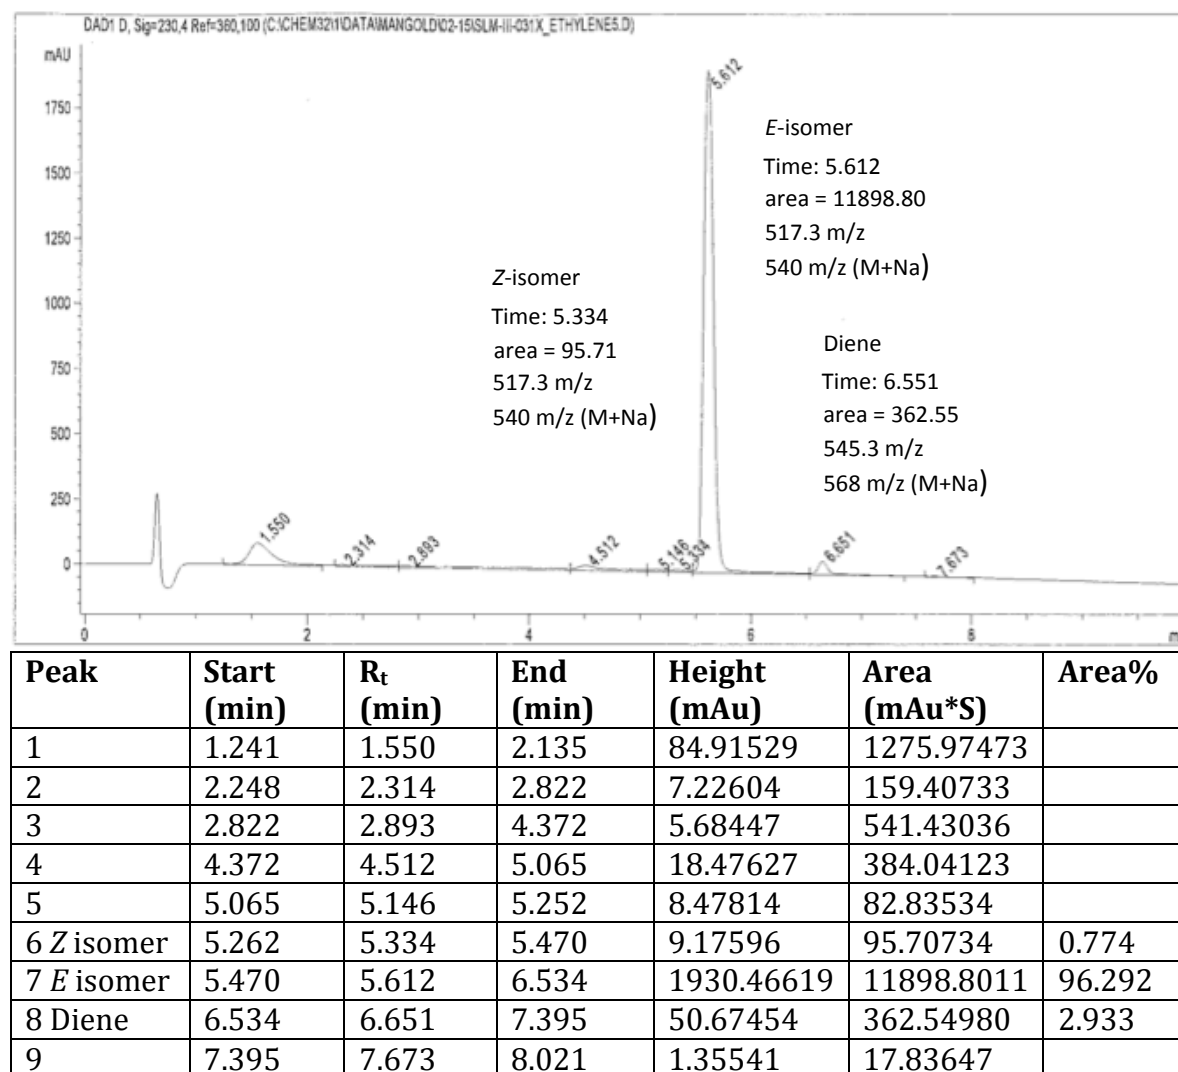 DAD1 D, Sig=230,4 Ref=360,100 (C:\CHEM32\1\DATA\MANGOLD\02-15\SLM-III-031X_ETHYLENE5.D)
mAU
1750
1500
1250
1000
750
500
250
0
0
2
4
6
8
m
1.550
2.314
2.893
4.512
5.146
5.334
5.612
6.651
7.673
E-isomer
Time: 5.612
area = 11898.80
517.3 m/z
540 m/z (M+Na)
Z-isomer
Time: 5.334
area = 95.71
517.3 m/z
540 m/z (M+Na)
Diene
Time: 6.551
area = 362.55
545.3 m/z
568 m/z (M+Na)
Peak Start (min) Rt (min) End (min) Height (mAu) Area (mAu*S) Area%
1 1.241 1.550 2.135 84.91529 1275.97473
2 2.248 2.314 2.822 7.22604 159.40733
3 2.822 2.893 4.372 5.68447 541.43036
4 4.372 4.512 5.065 18.47627 384.04123
5 5.065 5.146 5.252 8.47814 82.83534
6 Z isomer 5.262 5.334 5.470 9.17596 95.70734 0.774
7 E isomer 5.470 5.612 6.534 1930.46619 11898.8011 96.292
8 Diene 6.534 6.651 7.395 50.67454 362.54980 2.933
9 7.395 7.673 8.021 1.35541 17.83647